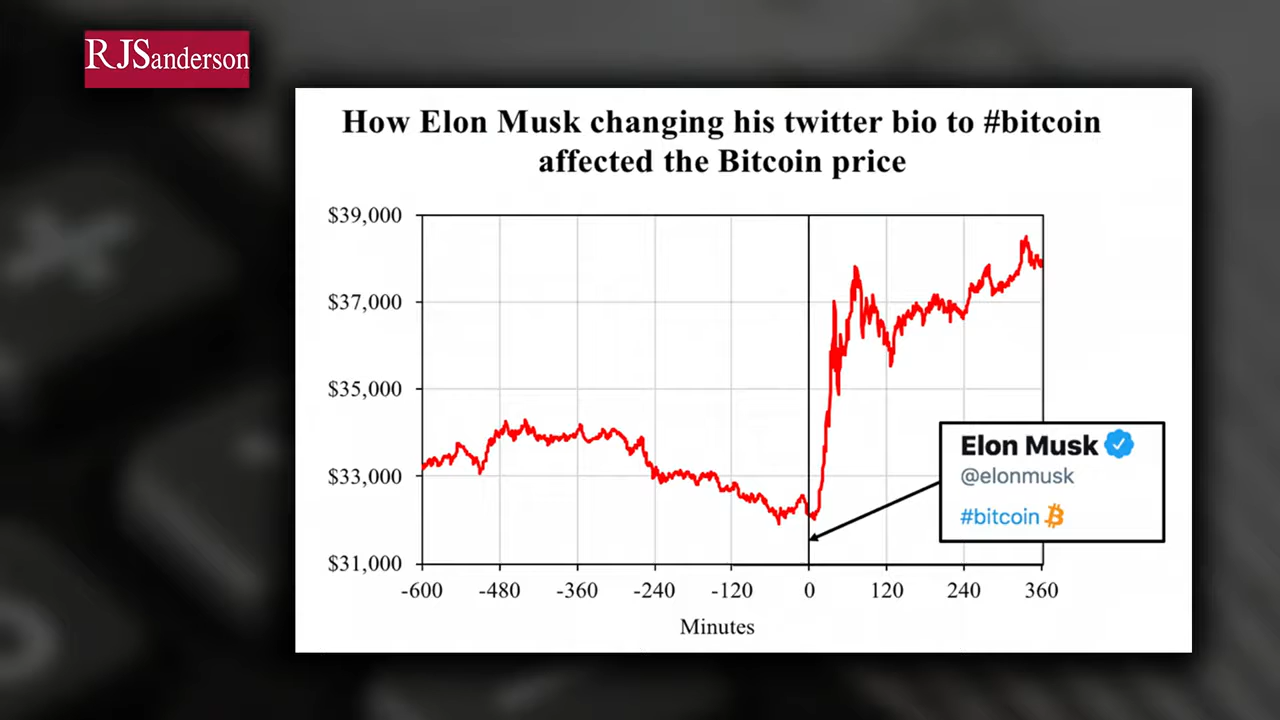 RJSanderson
How Elon Musk changing his twitter bio to #bitcoin
affected the Bitcoin price
$39,000
$37,000
$35,000
$33,000
$31,000
-600 -480 -360 -240 -120 0 120 240 360
Minutes
Elon Musk
@elonmusk
#bitcoin